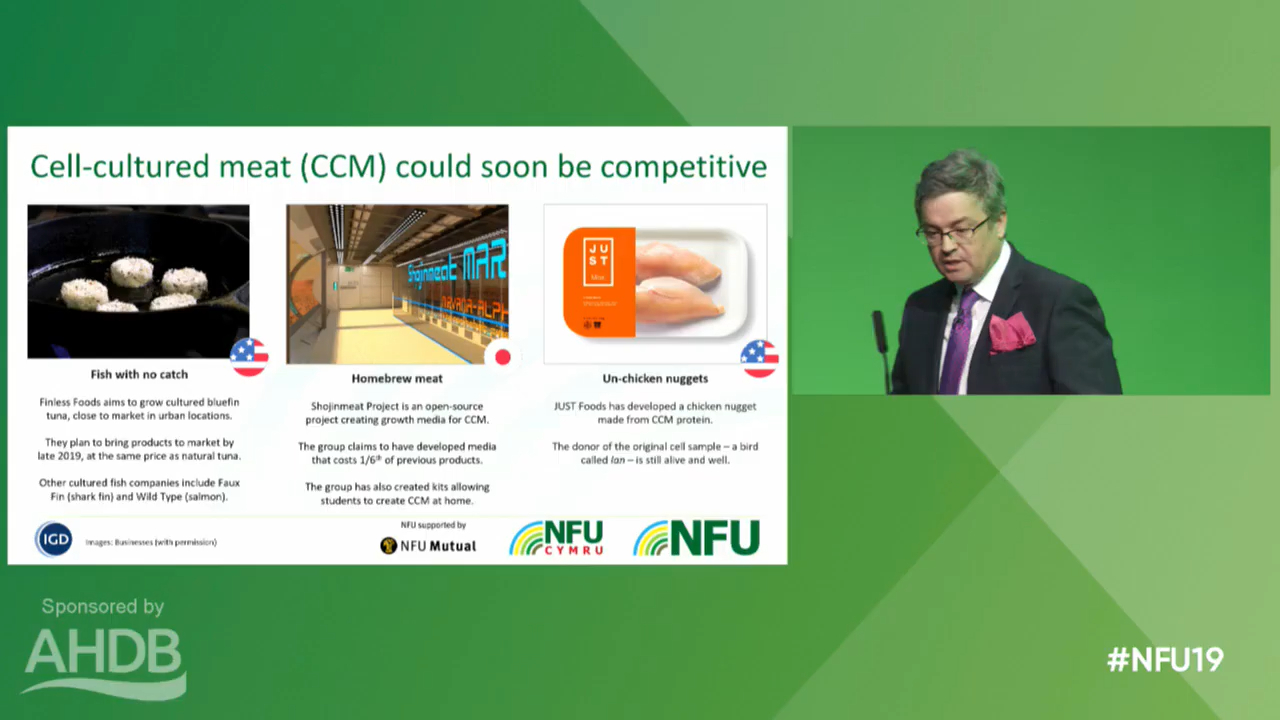 Cell-cultured meat (CCM) could soon be competitive
Shojinmeat MAR
NIRVANA-ALPH
JU
ST
Fish with no catch
Finless Foods aims to grow cultured bluefin
tuna, close to market in urban locations.
They plan to bring products to market by
late 2019, at the same price as natural tuna.
Other cultured fish companies include Faux
Fin (shark fin) and Wild Type (salmon).
Homebrew meat
Shojinmeat Project is an open-source
project creating growth media for CCM.
The group claims to have developed media
that costs 1/6th of previous products.
The group has also created kits allowing
students to create CCM at home.
Un-chicken nuggets
JUST Foods has developed a chicken nugget
made from CCM protein.
The donor of the original cell sample – a bird
called Ian – is still alive and well.
IGD
Images: Businesses (with permission)
NFU supported by
NFU Mutual
NFU
CYMRU
NFU
Sponsored by
AHDB
#NFU19